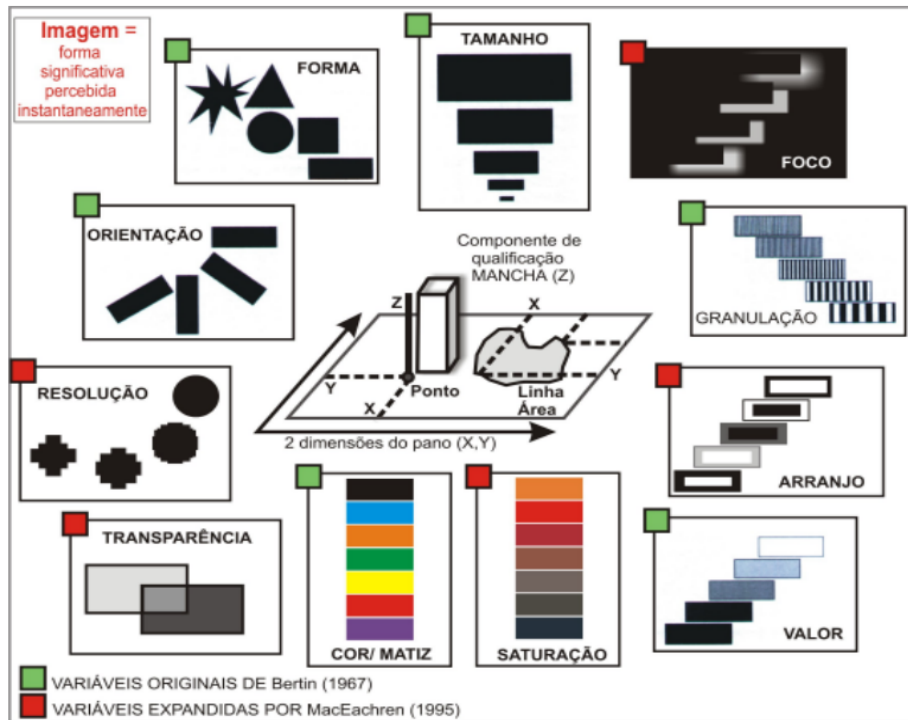 Imagem =
forma
significativa
percebida
instantaneamente
FORMA
TAMANHO
FOCO
ORIENTAÇÃO
Componente de
qualificação
MANCHA (Z)
GRANULAÇÃO
Z
X
Y
Ponto
X
Linha
Área
Y
2 dimensões do pano (X,Y)
RESOLUÇÃO
ARRANJO
TRANSPARÊNCIA
COR/ MATIZ
SATURAÇÃO
VALOR
VARIÁVEIS ORIGINAIS DE Bertin (1967)
VARIÁVEIS EXPANDIDAS POR MacEachren (1995)